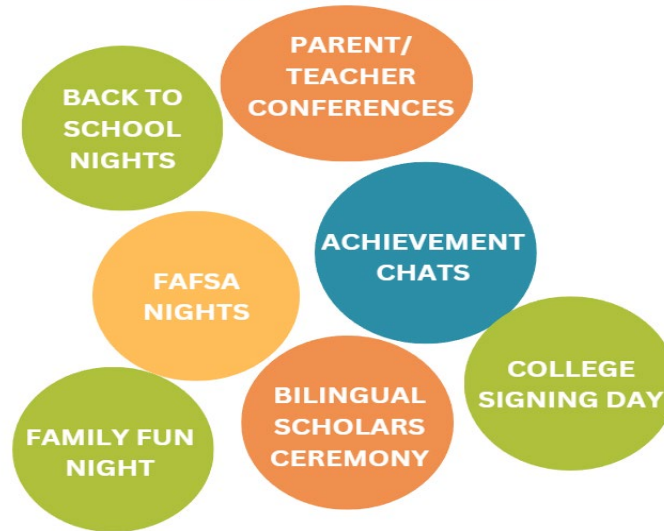 PARENT/
TEACHER
CONFERENCES
BACK TO
SCHOOL
NIGHTS
ACHIEVEMENT
CHATS
FAFSA
NIGHTS
COLLEGE
SIGNING DAY
BILINGUAL
SCHOLARS
CEREMONY
FAMILY FUN
NIGHT